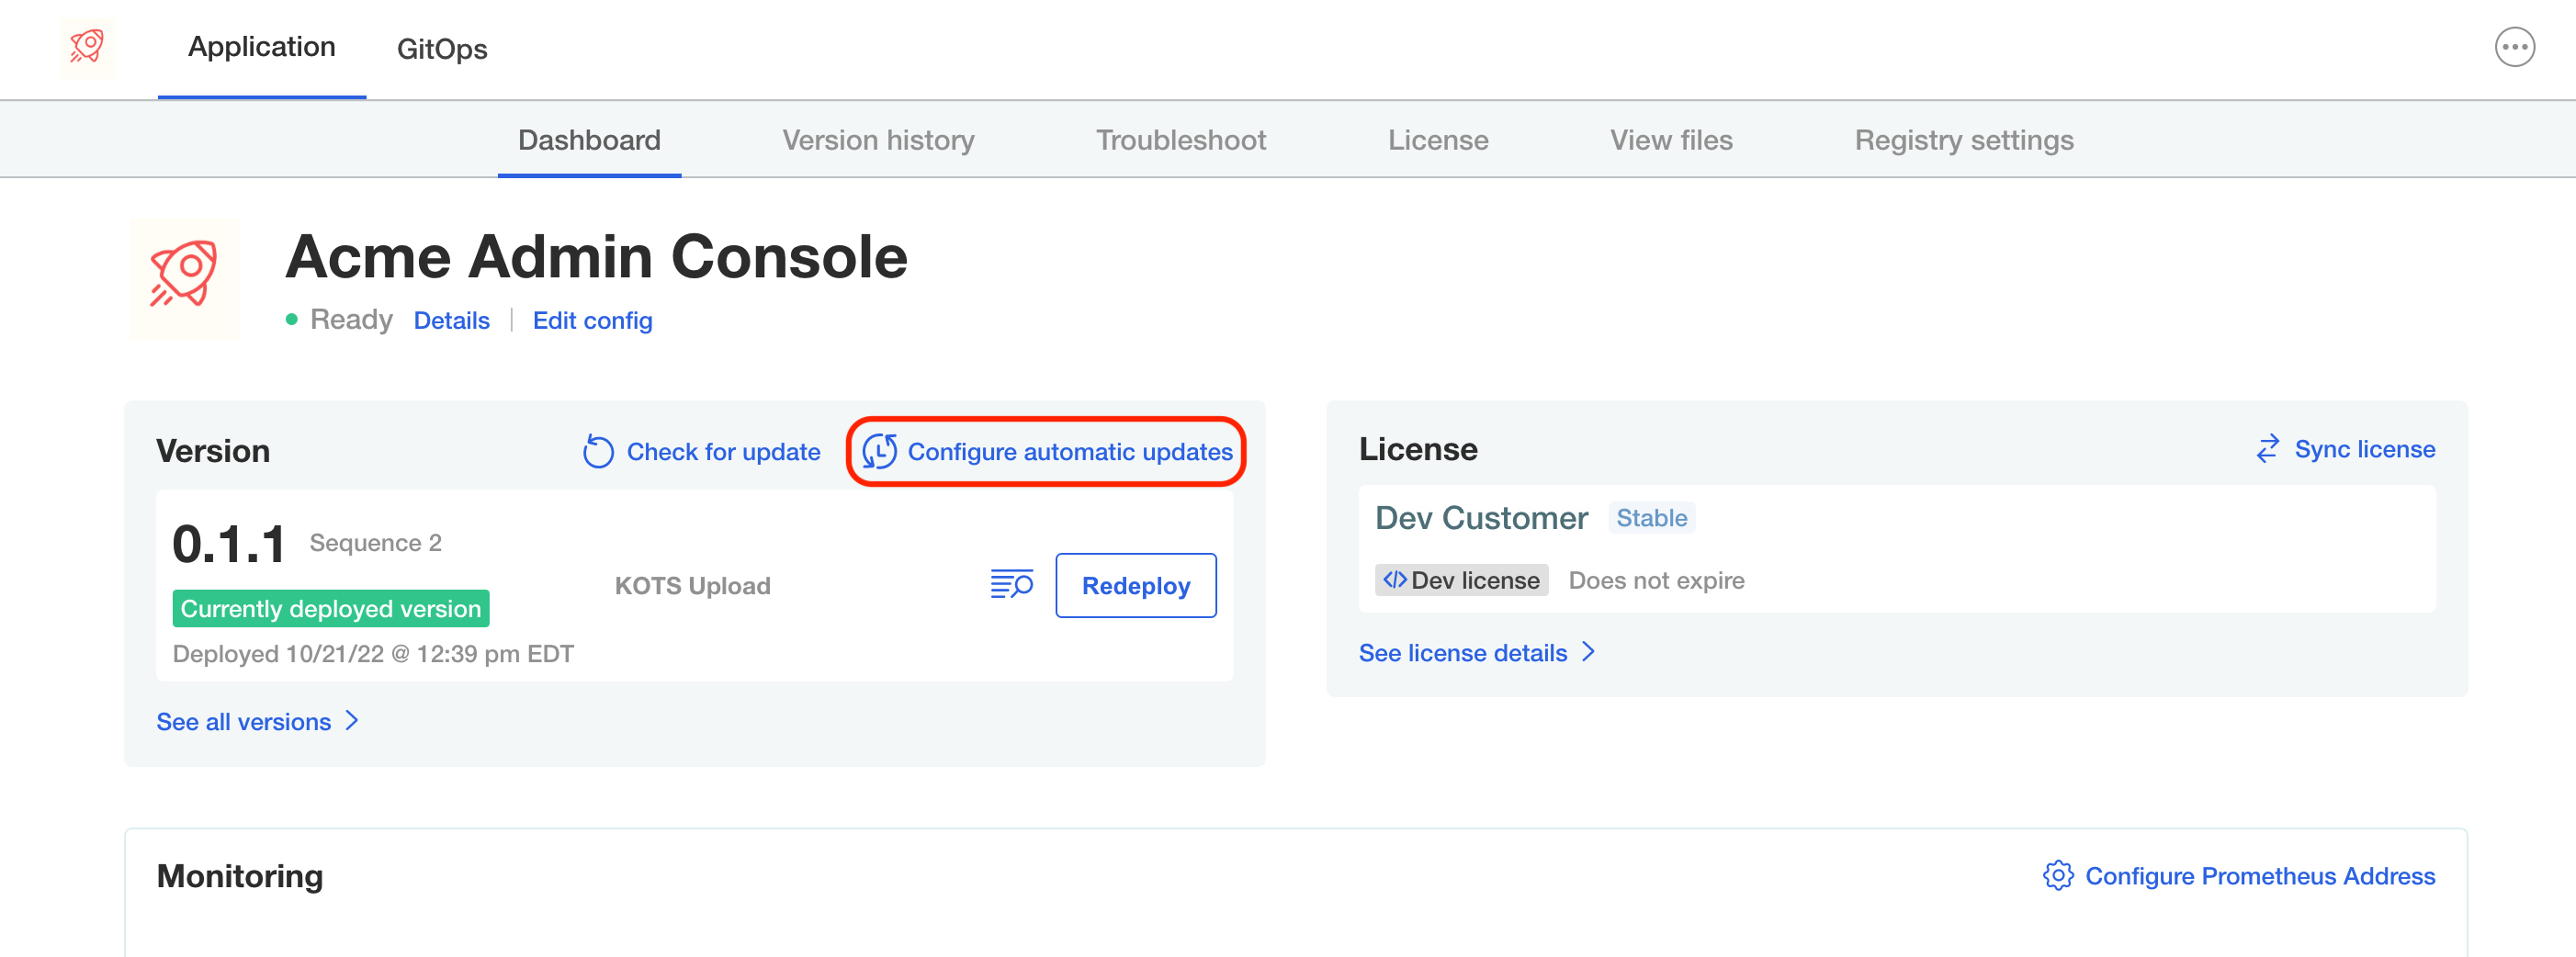 Application GitOps
Dashboard Version history Troubleshoot License View files Registry settings
Acme Admin Console
Ready Details Edit config
Version Check for update Configure automatic updates
0.1.1 Sequence 2
Currently deployed version
Deployed 10/21/22 @ 12:39 pm EDT
KOTS Upload
Redeploy
See all versions
License Sync license
Dev Customer Stable
Dev license Does not expire
See license details
Monitoring Configure Prometheus Address